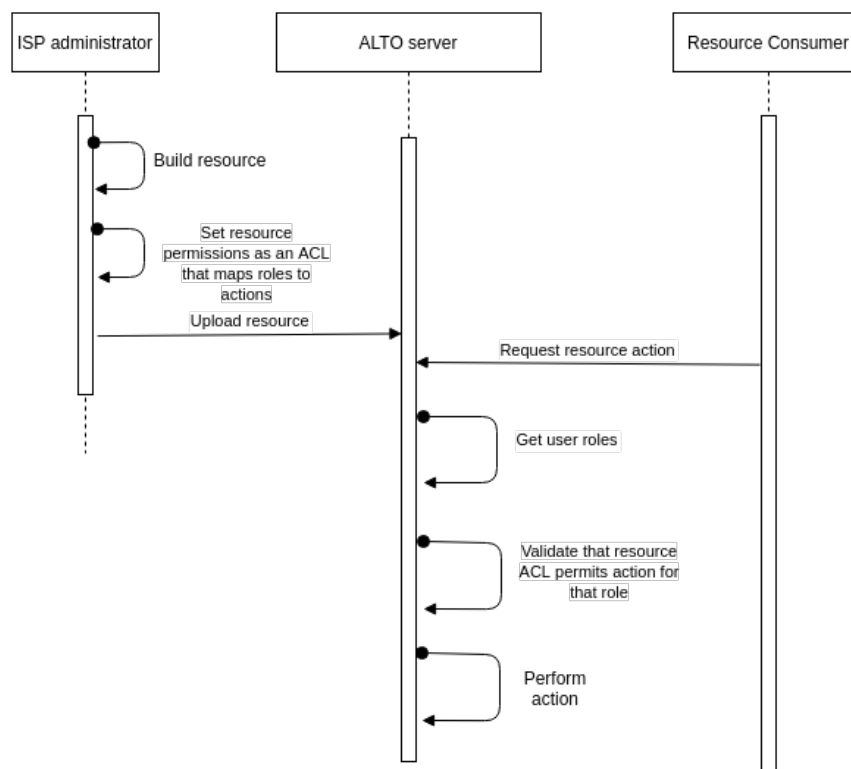 ISP administrator
ALTO server
Resource Consumer
Build resource
Set resource
permissions as an ACL
that maps roles to
actions
Upload resource
Request resource action
Get user roles
Validate that resource
ACL permits action for
that role
Perform
action